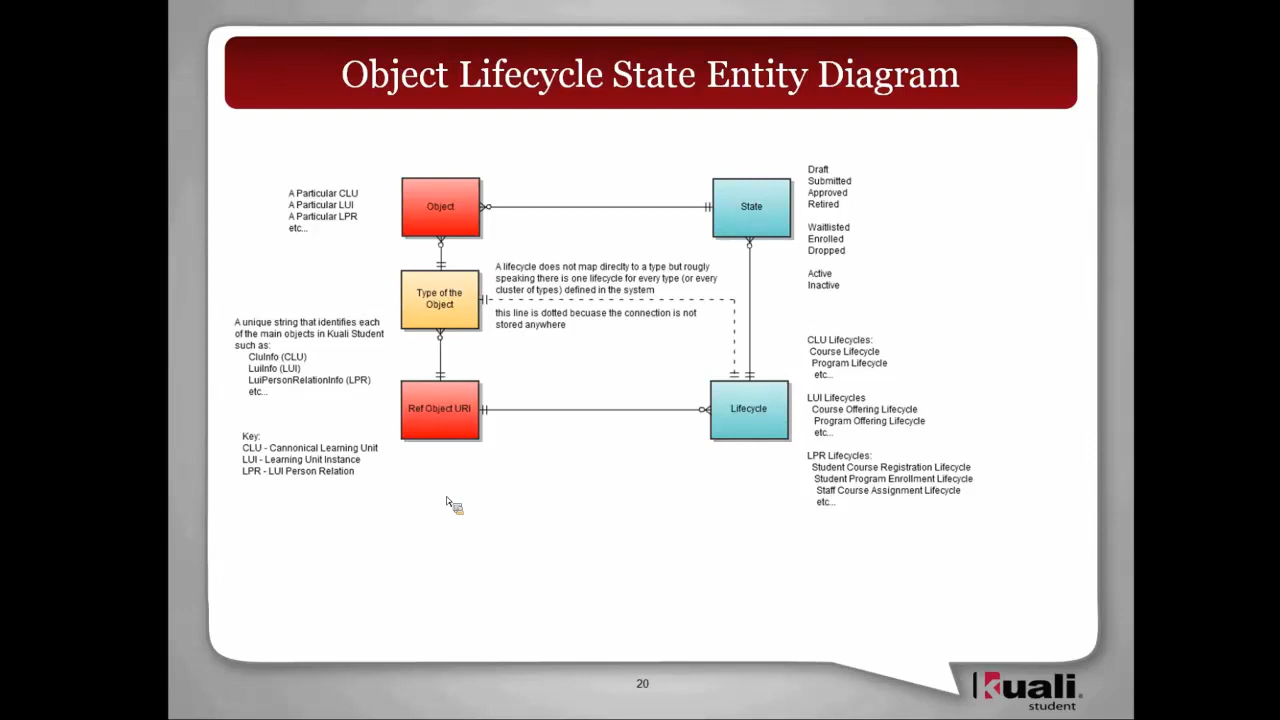 Object Lifecycle State Entity Diagram
A Particular CLU
A Particular LUI
A Particular LPR
etc...
Object
State
Draft
Submitted
Approved
Retired
Waitlisted
Enrolled
Dropped
Active
Inactive
Type of the
Object
A lifecycle does not map direclty to a type but rougly
speaking there is one lifecycle for every type (or every
cluster of types) defined in the system
this line is dotted becuase the connection is not
stored anywhere
A unique string that identifies each
of the main objects in Kuali Student
such as:
CluInfo (CLU)
LuiInfo (LUI)
LuiPersonRelationInfo (LPR)
etc...
Ref Object URI
Lifecycle
CLU Lifecycles:
Course Lifecycle
Program Lifecycle
etc...
LUI Lifecycles
Course Offering Lifecycle
Program Offering Lifecycle
etc...
LPR Lifecycles:
Student Course Registration Lifecycle
Student Program Enrollment Lifecycle
Staff Course Assignment Lifecycle
etc...
Key:
CLU - Cannonical Learning Unit
LUI - Learning Unit Instance
LPR - LUI Person Relation
20
Kuali
student